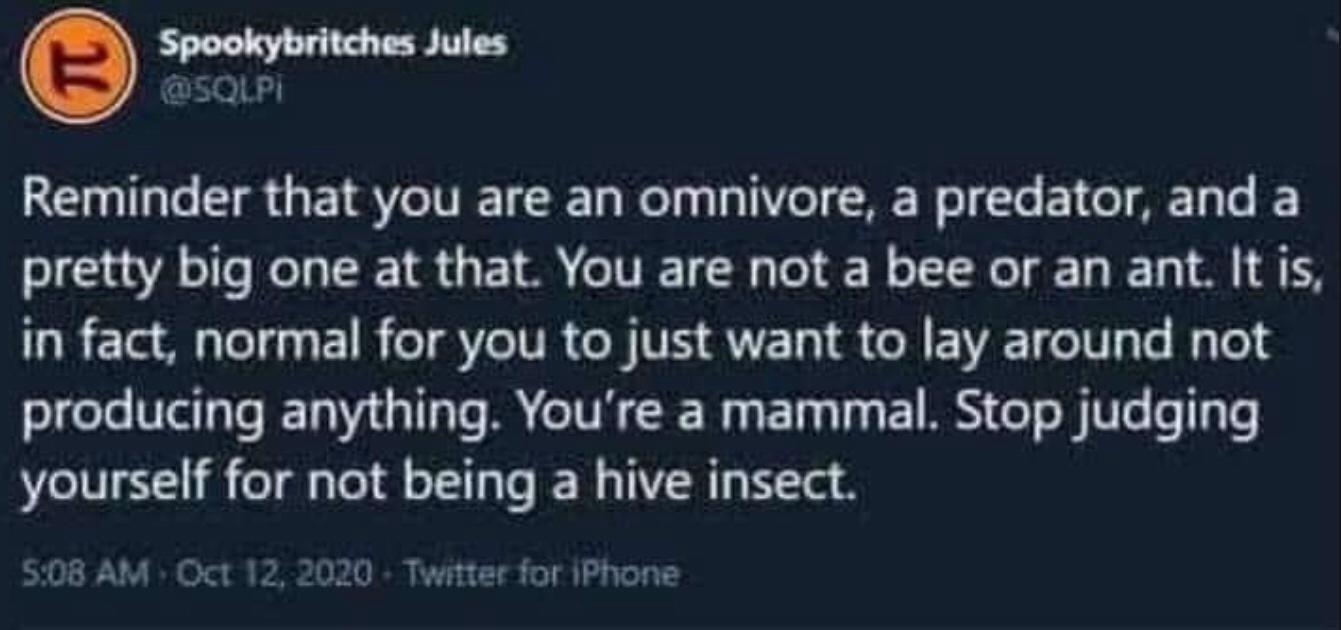 Spookybritches Jules
@SQLPi
Reminder that you are an omnivore, a predator, and a
pretty big one at that. You are not a bee or an ant. It is,
in fact, normal for you to just want to lay around not
producing anything. You're a mammal. Stop judging
yourself for not being a hive insect.
5:08 AM · Oct 12, 2020 · Twitter for iPhone